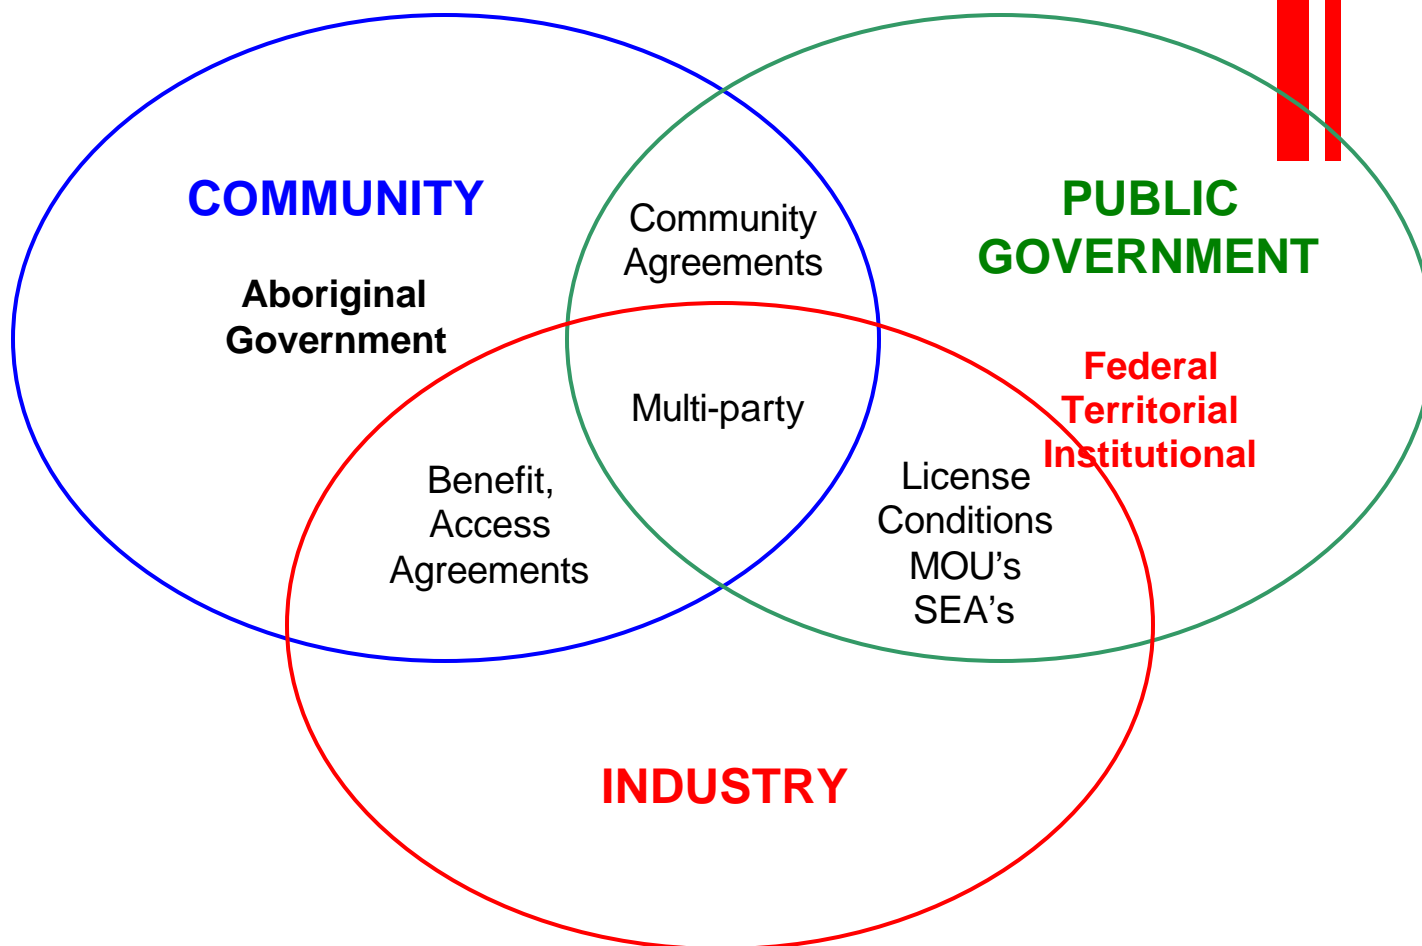 COMMUNITY
Aboriginal
Government
Community
Agreements
PUBLIC
GOVERNMENT
Federal
Territorial
Institutional
Multi-party
Benefit,
Access
Agreements
License
Conditions
MOU’s
SEA’s
INDUSTRY